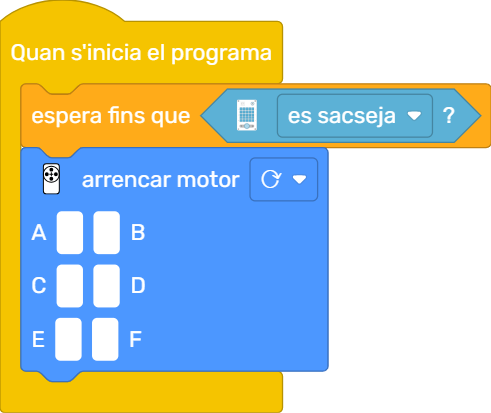 Quan s'inicia el programa
espera fins que es sacseja ?
arrencar motor
A B
C D
E F